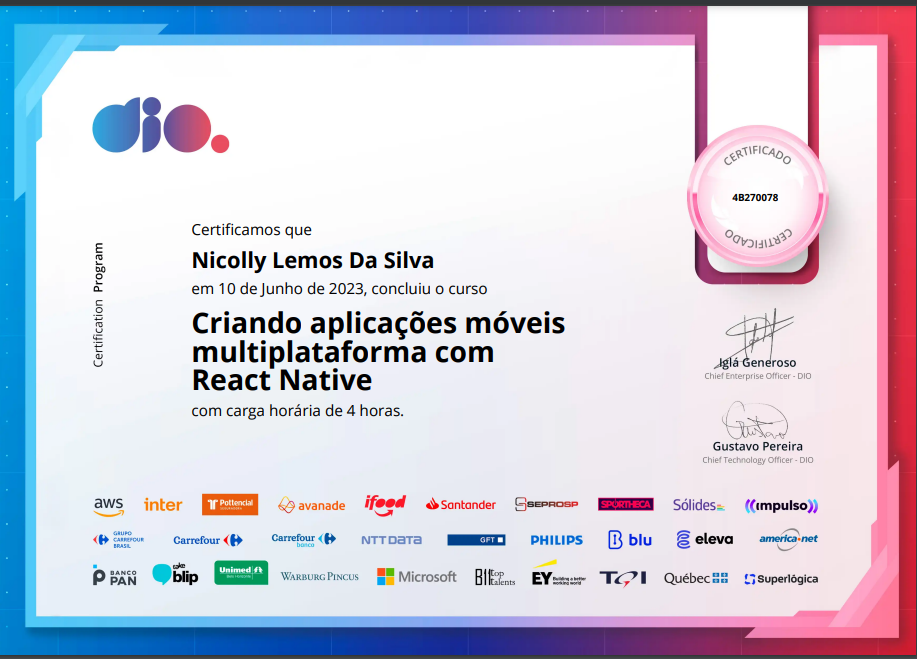 dio.
CERTIFICADO
4B270078
CERTIFICADO
Certification Program
Certificamos que
Nicolly Lemos Da Silva
em 10 de Junho de 2023, concluiu o curso
Criando aplicações móveis
multiplataforma com
React Native
com carga horária de 4 horas.
Iglá Generoso
Chief Enterprise Officer - DIO
Gustavo Pereira
Chief Technology Officer - DIO
aws inter Pottencial avanade ifood Santander SEPROSP SPORTHECA Sólides impulso
GRUPO CARREFOUR BRASIL Carrefour Carrefour banco NTT DATA GFT PHILIPS blu eleva america net
BANCO PAN take blip Unimed WARBURG PINCUS Microsoft top talents EY Building a better working world Québec Superlógica